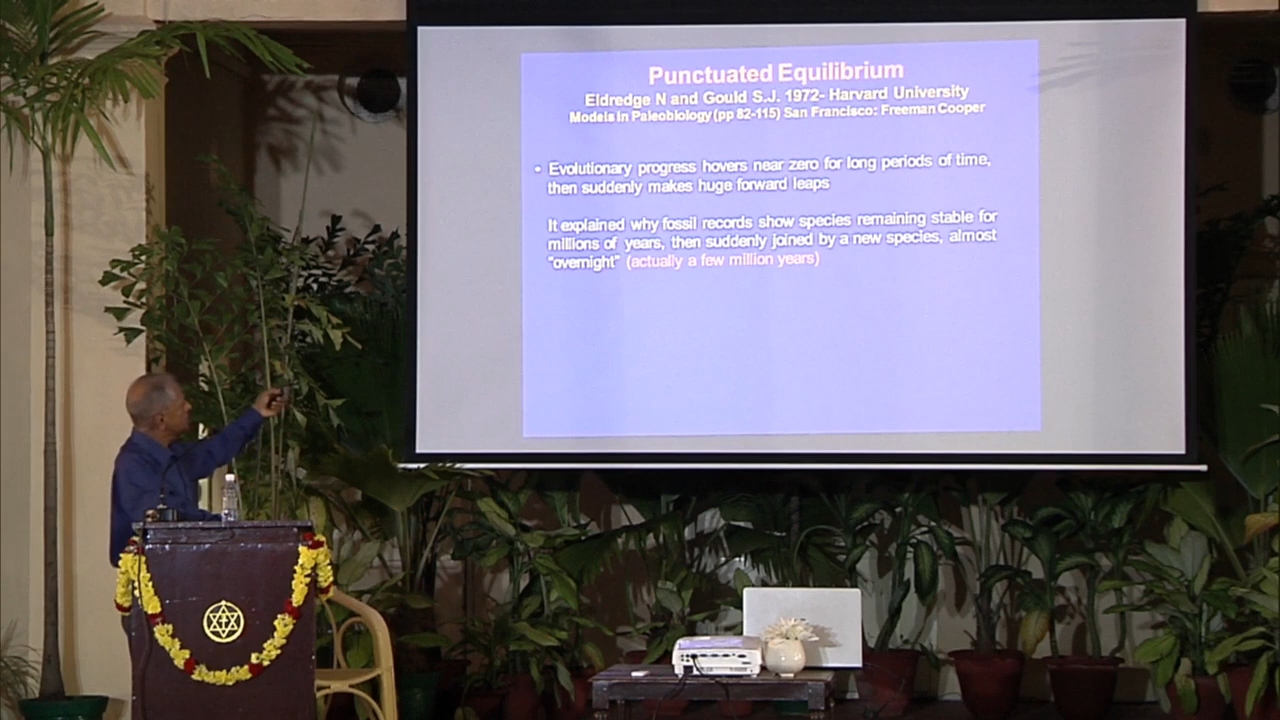 Punctuated Equilibrium
Eldredge N and Gould S.J. 1972- Harvard University
Models in Paleobiology (pp 82-115) San Francisco: Freeman Cooper
• Evolutionary progress hovers near zero for long periods of time,
then suddenly makes huge forward leaps
It explained why fossil records show species remaining stable for
millions of years, then suddenly joined by a new species, almost
"overnight" (actually a few million years)